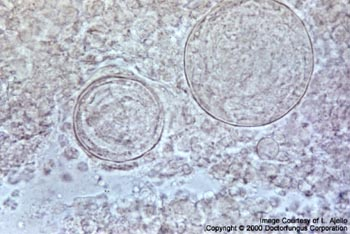 Image Courtesy of L. Ajello
Copyright © 2000 Doctorfungus Corporation